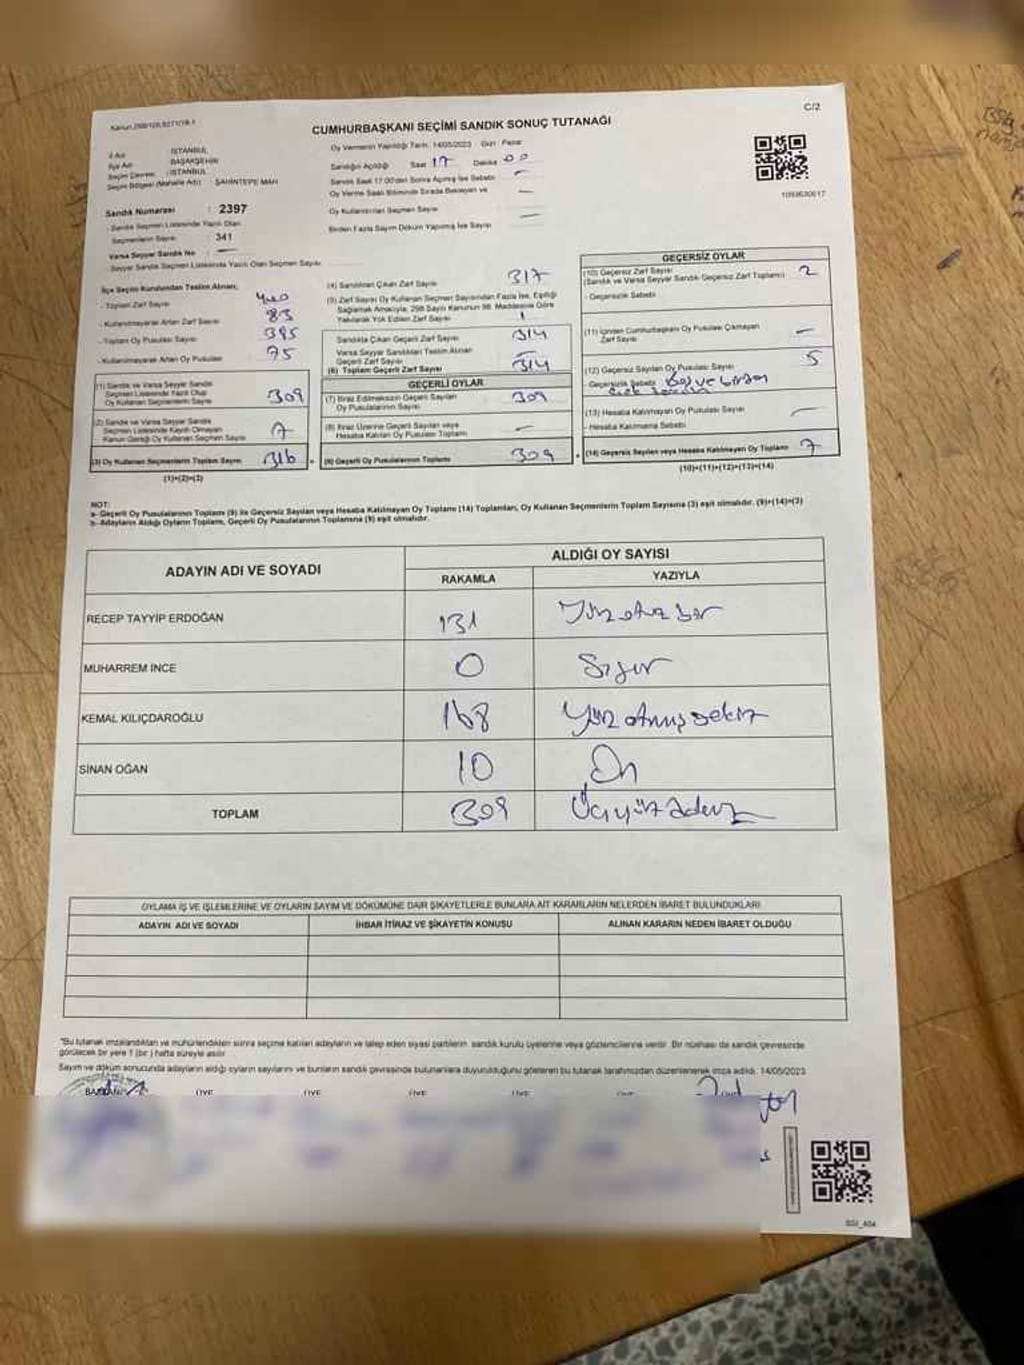 Kanun 298/105,6271/18-1
C/2
CUMHURBAŞKANI SEÇİMİ SANDIK SONUÇ TUTANAĞI
İl Adı : İSTANBUL
İlçe Adı : BAŞAKŞEHİR
Seçim Çevresi : İSTANBUL
Seçim Bölgesi (Mahalle Adı) ŞAHİNTEPE MAH
Sandık Numarası : 2397
- Sandık Seçmen Listesinde Yazılı Olan
Seçmenlerin Sayısı : 341
Varsa Seyyar Sandık No : —
- Seyyar Sandık Seçmen Listesinde Yazılı Olan Seçmen Sayısı
Oy Vermenin Yapıldığı Tarih: 14/05/2023 Gün: Pazar
Sandığın Açıldığı Saat 17 Dakika 00
Sandık Saat 17:00'den Sonra Açılmış İse Sebebi —
Oy Verme Saati Bitiminde Sırada Bekleyen ve
Oy Kullandırılan Seçmen Sayısı —
Birden Fazla Sayım Döküm Yapılmış İse Sayısı —
1093630617
İlçe Seçim Kurulundan Teslim Alınan;
- Toplam Zarf Sayısı 400
- Kullanılmayarak Artan Zarf Sayısı 83
- Toplam Oy Pusulası Sayısı 395
- Kullanılmayarak Artan Oy Pusulası 75
(1) Sandık ve Varsa Seyyar Sandık
Seçmen Listesinde Yazılı Olup
Oy Kullanan Seçmenlerin Sayısı 309
(2) Sandık ve Varsa Seyyar Sandık
Seçmen Listesinde Kayıtlı Olmayan
Kanun Gereği Oy Kullanan Seçmen Sayısı 7
(3) Oy Kullanan Seçmenlerin Toplam Sayısı 316
(1)+(2)=(3)
(4) Sandıktan Çıkan Zarf Sayısı 317
(5) Zarf Sayısı Oy Kullanan Seçmen Sayısından Fazla İse, Eşitliği
Sağlamak Amacıyla, 298 Sayılı Kanunun 98. Maddesine Göre
Yakılarak Yok Edilen Zarf Sayısı 1
Sandıkta Çıkan Geçerli Zarf Sayısı 314
Varsa Seyyar Sandıktan Teslim Alınan
Geçerli Zarf Sayısı —
(6) Toplam Geçerli Zarf Sayısı 314
GEÇERLİ OYLAR
(7) İtiraz Edilmeksizin Geçerli Sayılan
Oy Pusulalarının Sayısı 309
(8) İtiraz Üzerine Geçerli Sayılan veya
Hesaba Katılan Oy Pusulası Toplamı —
(9) Geçerli Oy Pusulalarının Toplamı 309
GEÇERSİZ OYLAR
(10) Geçersiz Zarf Sayısı 2
(Sandık ve Varsa Seyyar Sandık Geçersiz Zarf Toplamı)
- Geçersizlik Sebebi
(11) İçinden Cumhurbaşkanı Oy Pusulası Çıkmayan
Zarf Sayısı —
(12) Geçersiz Sayılan Oy Pusulası Sayısı 5
- Geçersizlik Sebebi Boş ve birden
(13) Hesaba Katılmayan Oy Pusulası Sayısı —
- Hesaba Katılmama Sebebi
(14) Geçersiz Sayılan veya Hesaba Katılmayan Oy Toplamı 7
(10)+(11)+(12)+(13)=(14)
NOT:
a- Geçerli Oy Pusulalarının Toplamı (9) ile Geçersiz Sayılan veya Hesaba Katılmayan Oy Toplamı (14) Toplamları, Oy Kullanan Seçmenlerin Toplam Sayısına (3) eşit olmalıdır. (9)+(14)=(3)
b- Adayların Aldığı Oyların Toplamı, Geçerli Oy Pusulalarının Toplamına (9) eşit olmalıdır.
ADAYIN ADI VE SOYADI
ALDIĞI OY SAYISI
RAKAMLA YAZIYLA
RECEP TAYYİP ERDOĞAN 131 Yüz otuz bir
MUHARREM İNCE 0 Sıfır
KEMAL KILIÇDAROĞLU 168 Yüz atmış sekiz
SİNAN OĞAN 10 On
TOPLAM 309 Üçyüz dokuz
OYLAMA İŞ VE İŞLEMLERİNE VE OYLARIN SAYIM VE DÖKÜMÜNE DAİR ŞİKAYETLERLE BUNLARA AİT KARARLARIN NELERDEN İBARET BULUNDUKLARI
ADAYIN ADI VE SOYADI İHBAR İTİRAZ VE ŞİKAYETİN KONUSU ALINAN KARARIN NEDEN İBARET OLDUĞU
"Bu tutanak imzalandıktan ve mühürlendikten sonra seçime katılan adayların ve talep eden siyasi partilerin sandık kurulu üyelerine veya gözlemcilerine verilir. Bir nüshası da sandık çevresinde
görülecek bir yere 1 (bir) hafta süreyle asılır
Sayım ve döküm sonucunda adayların aldığı oyların sayılarını ve bunların sandık çevresinde bulunanlara duyurulduğunu gösteren bu tutanak tarafımızdan düzenlenerek imza edildi. 14/05/2023
BAŞKAN ÜYE ÜYE ÜYE ÜYE ÜYE ÜYE